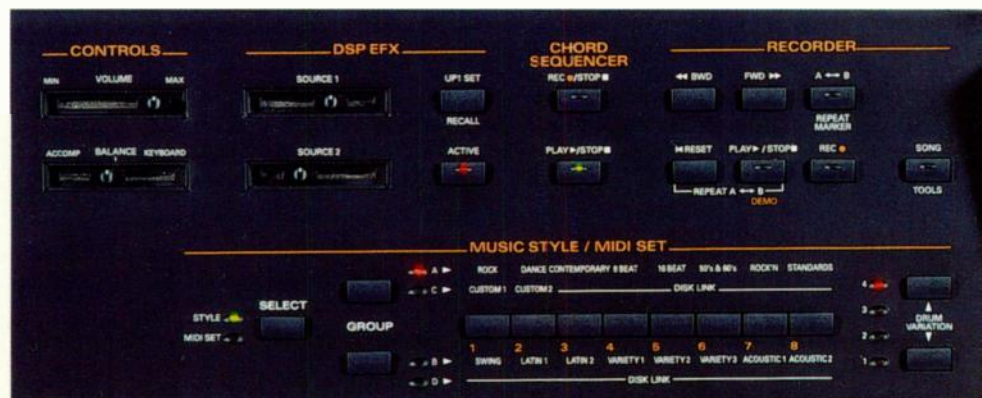 CONTROLS
DSP EFX
CHORD SEQUENCER
RECORDER
MIN VOLUME MAX
SOURCE 1
UP1 SET
REC ●/STOP ■
◀◀ BWD
FWD ▶▶
A ↔ B
RECALL
REPEAT MARKER
ACCOMP BALANCE KEYBOARD
SOURCE 2
ACTIVE
PLAY ▶/STOP ■
|◀ RESET
PLAY ▶ / STOP ■
REC ●
SONG
REPEAT A ↔ B
DEMO
TOOLS
MUSIC STYLE / MIDI SET
A ▶ ROCK DANCE CONTEMPORARY 8 BEAT 16 BEAT 50's & 60's ROCK'N STANDARDS
C ▶ CUSTOM 1 CUSTOM 2 DISK LINK
4
SELECT
STYLE
MIDI SET
GROUP
3
DRUM VARIATION
2
1 2 3 4 5 6 7 8
B ▶ SWING LATIN 1 LATIN 2 VARIETY 1 VARIETY 2 VARIETY 3 ACOUSTIC 1 ACOUSTIC 2
1
D ▶ DISK LINK